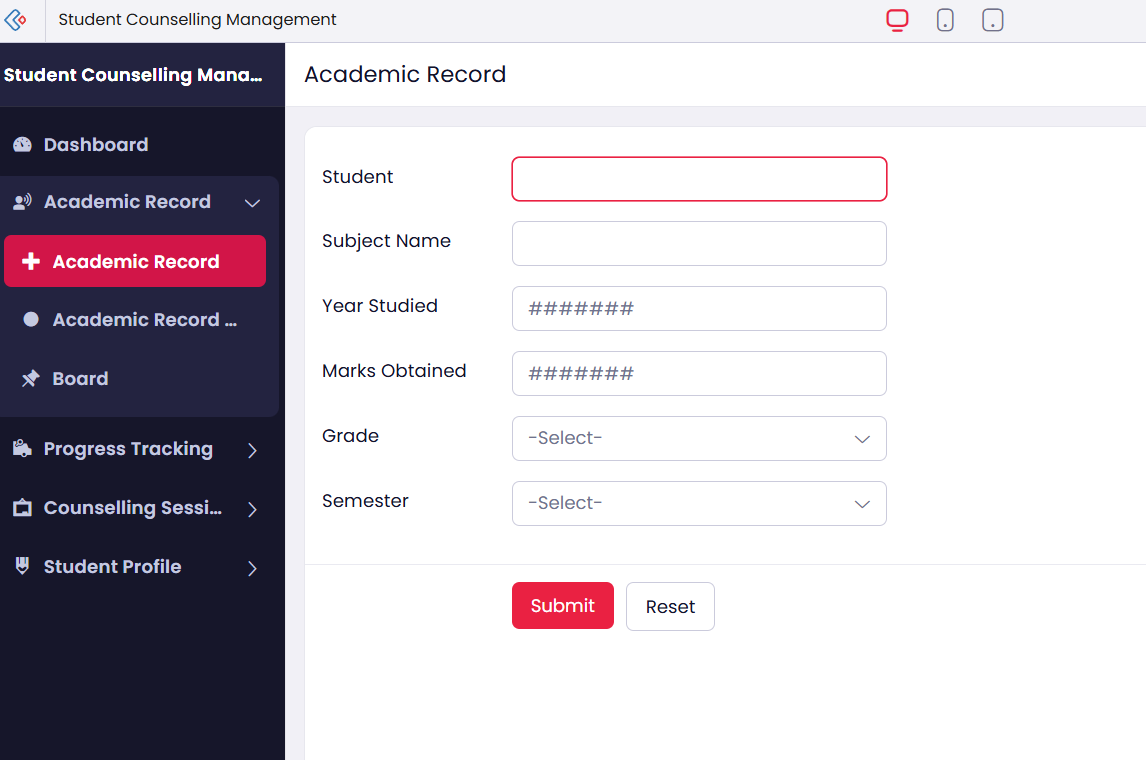 Student Counselling Management
Student Counselling Mana...
Academic Record
Dashboard
Academic Record
Academic Record
Academic Record ...
Board
Progress Tracking
Counselling Sessi...
Student Profile
Student
Subject Name
Year Studied
#######
Marks Obtained
#######
Grade
-Select-
Semester
-Select-
Submit
Reset